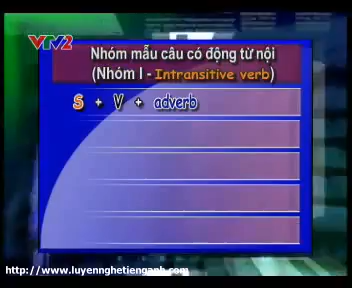 VTV2
Nhóm mẫu câu có động từ nội
(Nhóm I - Intransitive verb)
S + V + adverb
http://www.luyennghetienganh.com